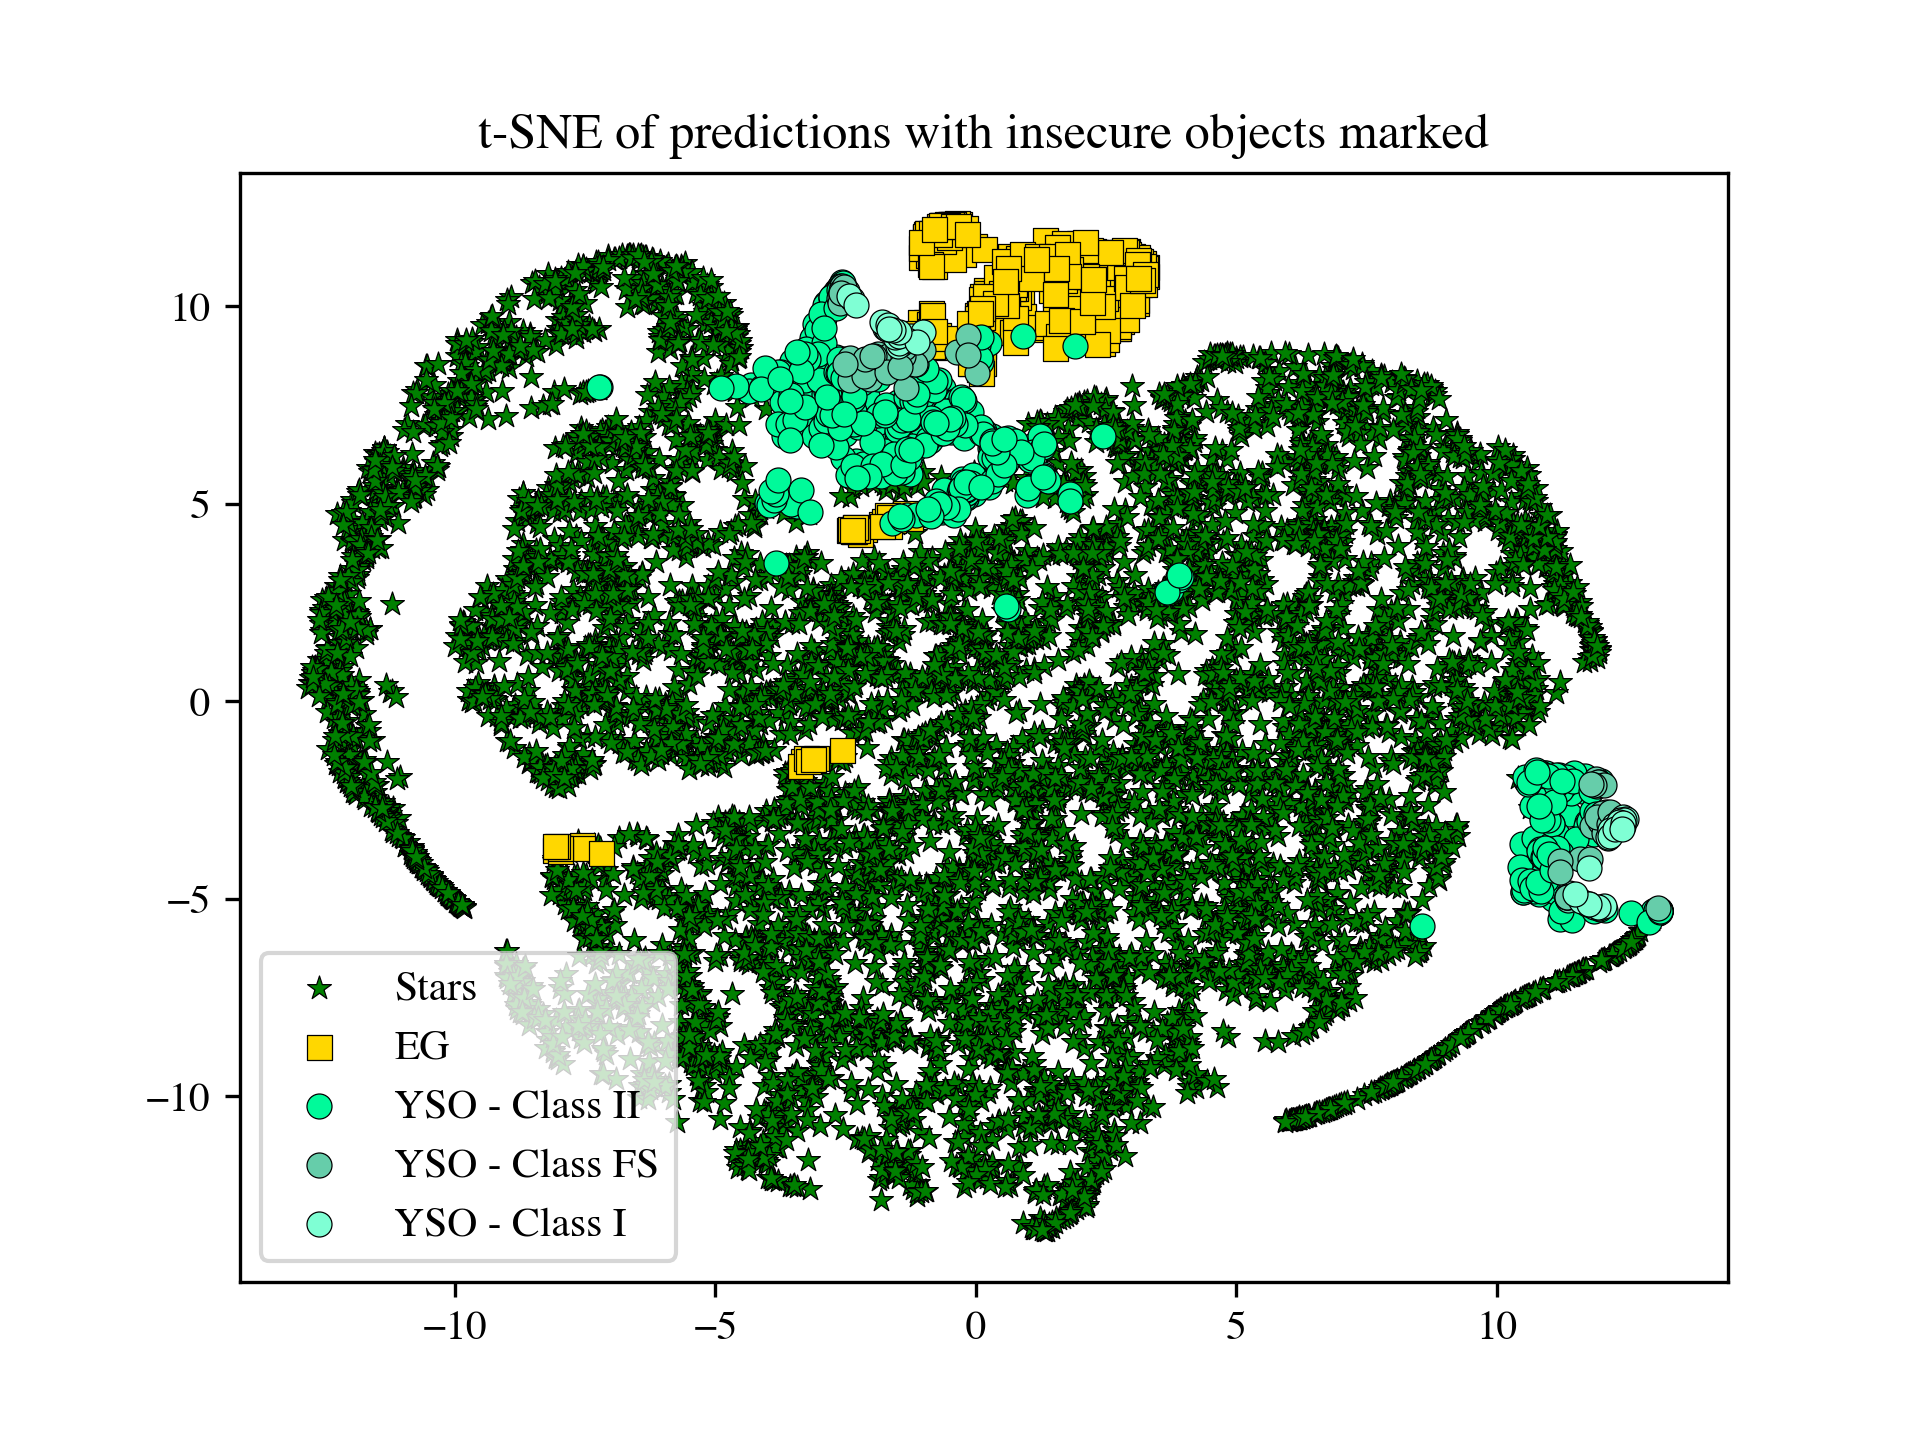 t-SNE of predictions with insecure objects marked
10
5
0
−5
−10
Stars
EG
YSO - Class II
YSO - Class FS
YSO - Class I
−10
−5
0
5
10